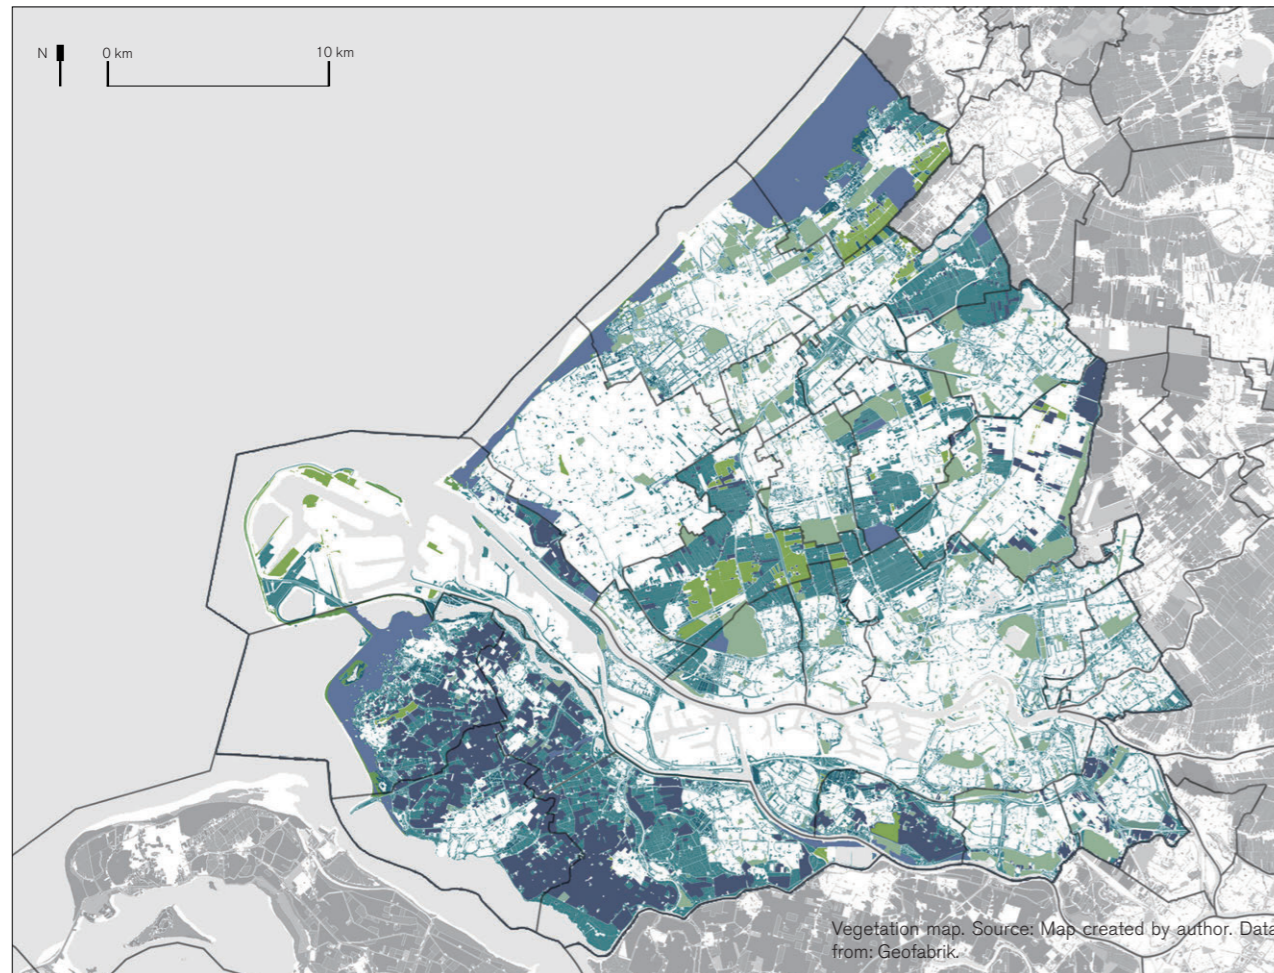 N
0 km
10 km
Vegetation map. Source: Map created by author. Data
from: Geofabrik.